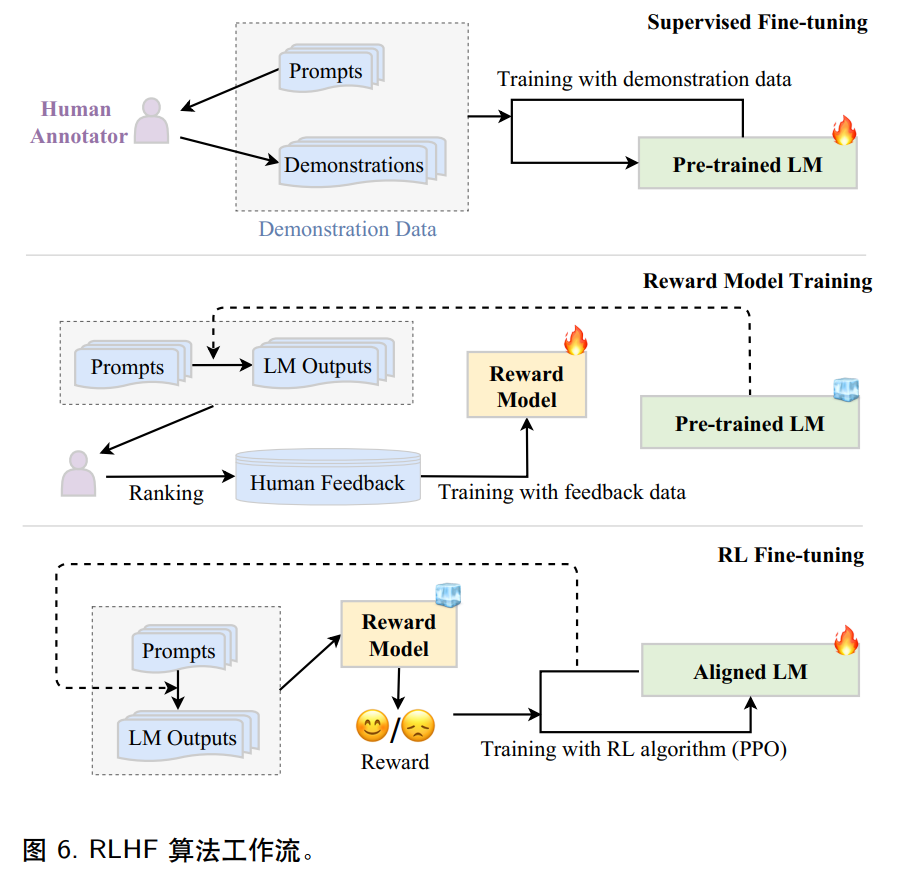 Supervised Fine-tuning
Prompts
Training with demonstration data
Human
Annotator
Demonstrations
Pre-trained LM
Demonstration Data
Reward Model Training
Prompts
LM Outputs
Reward
Model
Pre-trained LM
Ranking
Human Feedback
Training with feedback data
RL Fine-tuning
Prompts
Reward
Model
Aligned LM
LM Outputs
/
Reward
Training with RL algorithm (PPO)
图 6. RLHF 算法工作流。